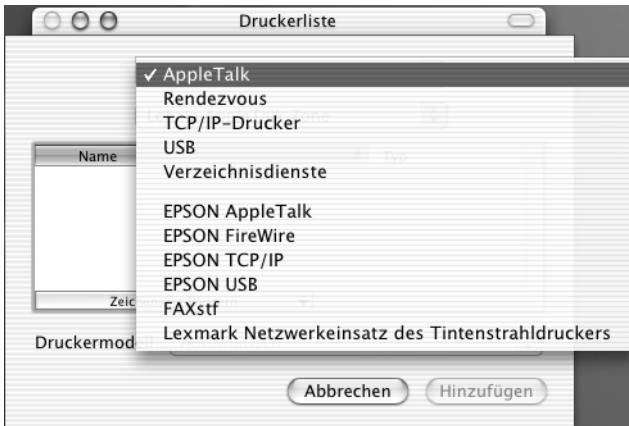 Druckerliste
✓ AppleTalk
Rendezvous
TCP/IP-Drucker
USB
Verzeichnisdienste
EPSON AppleTalk
EPSON FireWire
EPSON TCP/IP
EPSON USB
FAXstf
Lexmark Netzwerkeinsatz des Tintenstrahldruckers
Name Typ
Druckermodell
Abbrechen Hinzufügen